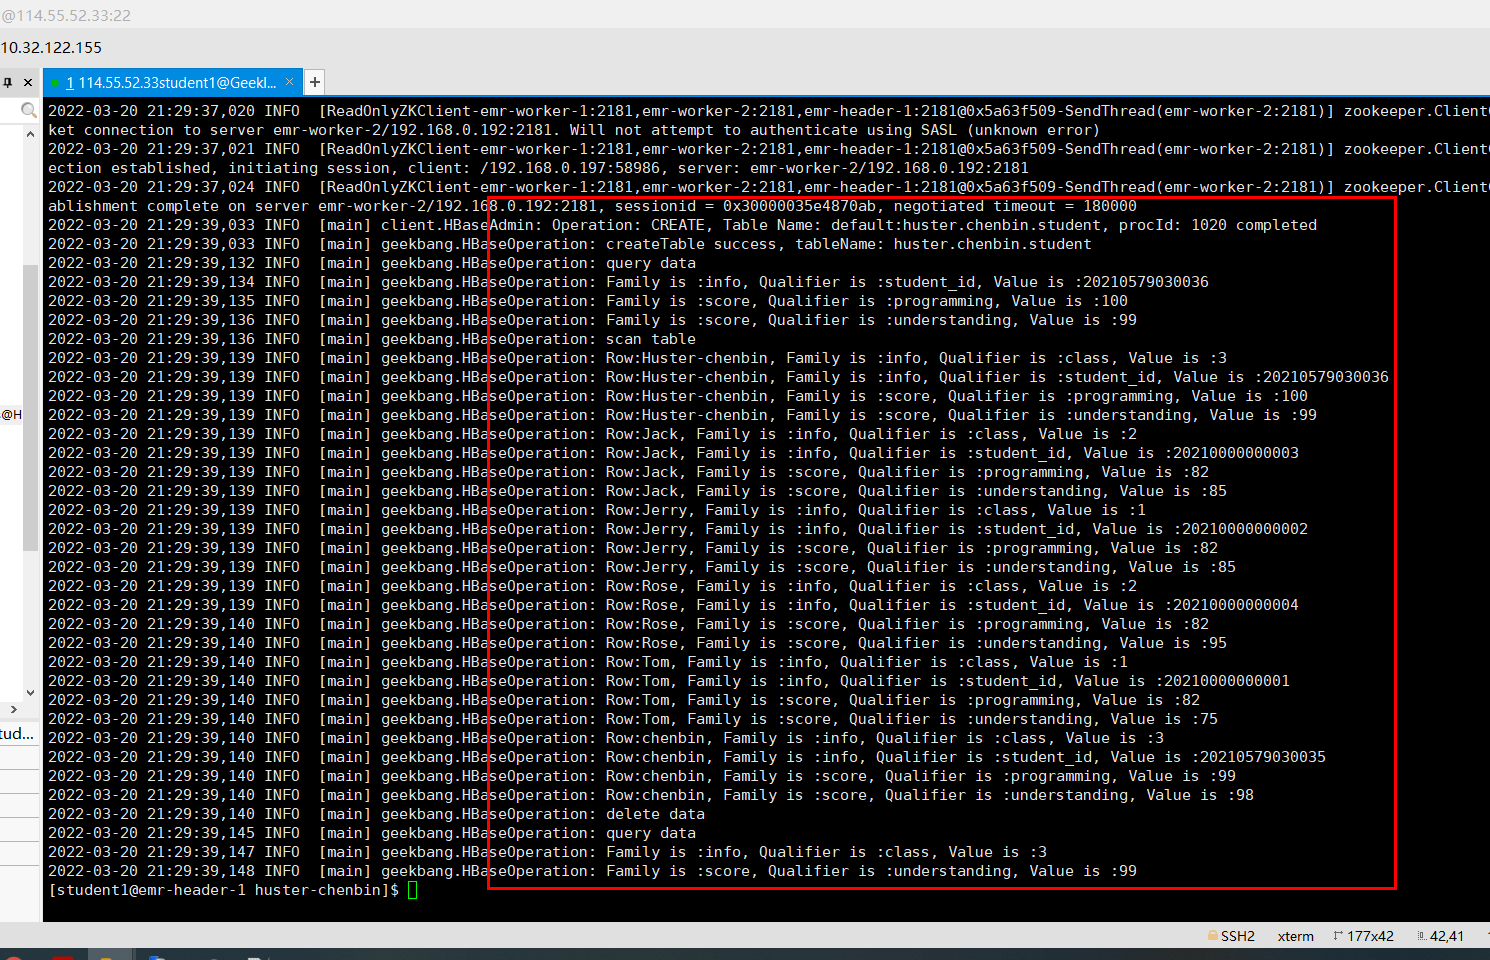 @114.55.52.33:22
10.32.122.155
1 114.55.52.33student1@GeekI... × +
2022-03-20 21:29:37,020 INFO  [ReadOnlyZKClient-emr-worker-1:2181,emr-worker-2:2181,emr-header-1:2181@0x5a63f509-SendThread(emr-worker-2:2181)] zookeeper.Client
ket connection to server emr-worker-2/192.168.0.192:2181. Will not attempt to authenticate using SASL (unknown error)
2022-03-20 21:29:37,021 INFO  [ReadOnlyZKClient-emr-worker-1:2181,emr-worker-2:2181,emr-header-1:2181@0x5a63f509-SendThread(emr-worker-2:2181)] zookeeper.Client
ection established, initiating session, client: /192.168.0.197:58986, server: emr-worker-2/192.168.0.192:2181
2022-03-20 21:29:37,024 INFO  [ReadOnlyZKClient-emr-worker-1:2181,emr-worker-2:2181,emr-header-1:2181@0x5a63f509-SendThread(emr-worker-2:2181)] zookeeper.Client
ablishment complete on server emr-worker-2/192.168.0.192:2181, sessionid = 0x30000035e4870ab, negotiated timeout = 180000
2022-03-20 21:29:39,033 INFO  [main] client.HBaseAdmin: Operation: CREATE, Table Name: default:huster.chenbin.student, procId: 1020 completed
2022-03-20 21:29:39,033 INFO  [main] geekbang.HBaseOperation: createTable success, tableName: huster.chenbin.student
2022-03-20 21:29:39,132 INFO  [main] geekbang.HBaseOperation: query data
2022-03-20 21:29:39,134 INFO  [main] geekbang.HBaseOperation: Family is :info, Qualifier is :student_id, Value is :20210579030036
2022-03-20 21:29:39,135 INFO  [main] geekbang.HBaseOperation: Family is :score, Qualifier is :programming, Value is :100
2022-03-20 21:29:39,136 INFO  [main] geekbang.HBaseOperation: Family is :score, Qualifier is :understanding, Value is :99
2022-03-20 21:29:39,136 INFO  [main] geekbang.HBaseOperation: scan table
2022-03-20 21:29:39,139 INFO  [main] geekbang.HBaseOperation: Row:Huster-chenbin, Family is :info, Qualifier is :class, Value is :3
2022-03-20 21:29:39,139 INFO  [main] geekbang.HBaseOperation: Row:Huster-chenbin, Family is :info, Qualifier is :student_id, Value is :20210579030036
2022-03-20 21:29:39,139 INFO  [main] geekbang.HBaseOperation: Row:Huster-chenbin, Family is :score, Qualifier is :programming, Value is :100
2022-03-20 21:29:39,139 INFO  [main] geekbang.HBaseOperation: Row:Huster-chenbin, Family is :score, Qualifier is :understanding, Value is :99
2022-03-20 21:29:39,139 INFO  [main] geekbang.HBaseOperation: Row:Jack, Family is :info, Qualifier is :class, Value is :2
2022-03-20 21:29:39,139 INFO  [main] geekbang.HBaseOperation: Row:Jack, Family is :info, Qualifier is :student_id, Value is :20210000000003
2022-03-20 21:29:39,139 INFO  [main] geekbang.HBaseOperation: Row:Jack, Family is :score, Qualifier is :programming, Value is :82
2022-03-20 21:29:39,139 INFO  [main] geekbang.HBaseOperation: Row:Jack, Family is :score, Qualifier is :understanding, Value is :85
2022-03-20 21:29:39,139 INFO  [main] geekbang.HBaseOperation: Row:Jerry, Family is :info, Qualifier is :class, Value is :1
2022-03-20 21:29:39,139 INFO  [main] geekbang.HBaseOperation: Row:Jerry, Family is :info, Qualifier is :student_id, Value is :20210000000002
2022-03-20 21:29:39,139 INFO  [main] geekbang.HBaseOperation: Row:Jerry, Family is :score, Qualifier is :programming, Value is :82
2022-03-20 21:29:39,139 INFO  [main] geekbang.HBaseOperation: Row:Jerry, Family is :score, Qualifier is :understanding, Value is :85
2022-03-20 21:29:39,139 INFO  [main] geekbang.HBaseOperation: Row:Rose, Family is :info, Qualifier is :class, Value is :2
2022-03-20 21:29:39,139 INFO  [main] geekbang.HBaseOperation: Row:Rose, Family is :info, Qualifier is :student_id, Value is :20210000000004
2022-03-20 21:29:39,140 INFO  [main] geekbang.HBaseOperation: Row:Rose, Family is :score, Qualifier is :programming, Value is :82
2022-03-20 21:29:39,140 INFO  [main] geekbang.HBaseOperation: Row:Rose, Family is :score, Qualifier is :understanding, Value is :95
2022-03-20 21:29:39,140 INFO  [main] geekbang.HBaseOperation: Row:Tom, Family is :info, Qualifier is :class, Value is :1
2022-03-20 21:29:39,140 INFO  [main] geekbang.HBaseOperation: Row:Tom, Family is :info, Qualifier is :student_id, Value is :20210000000001
2022-03-20 21:29:39,140 INFO  [main] geekbang.HBaseOperation: Row:Tom, Family is :score, Qualifier is :programming, Value is :82
2022-03-20 21:29:39,140 INFO  [main] geekbang.HBaseOperation: Row:Tom, Family is :score, Qualifier is :understanding, Value is :75
2022-03-20 21:29:39,140 INFO  [main] geekbang.HBaseOperation: Row:chenbin, Family is :info, Qualifier is :class, Value is :3
2022-03-20 21:29:39,140 INFO  [main] geekbang.HBaseOperation: Row:chenbin, Family is :info, Qualifier is :student_id, Value is :20210579030035
2022-03-20 21:29:39,140 INFO  [main] geekbang.HBaseOperation: Row:chenbin, Family is :score, Qualifier is :programming, Value is :99
2022-03-20 21:29:39,140 INFO  [main] geekbang.HBaseOperation: Row:chenbin, Family is :score, Qualifier is :understanding, Value is :98
2022-03-20 21:29:39,140 INFO  [main] geekbang.HBaseOperation: delete data
2022-03-20 21:29:39,145 INFO  [main] geekbang.HBaseOperation: query data
2022-03-20 21:29:39,147 INFO  [main] geekbang.HBaseOperation: Family is :info, Qualifier is :class, Value is :3
2022-03-20 21:29:39,148 INFO  [main] geekbang.HBaseOperation: Family is :score, Qualifier is :understanding, Value is :99
[student1@emr-header-1 huster-chenbin]$
@H
tud...
SSH2 xterm 177x42 42,41